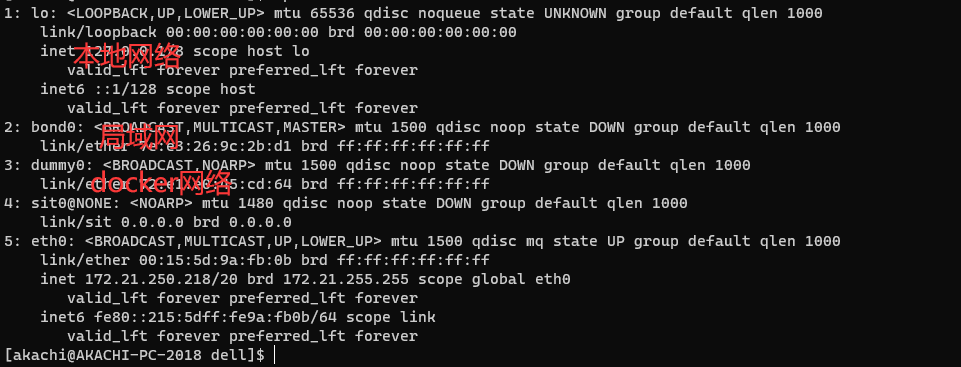 1: lo: <LOOPBACK,UP,LOWER_UP> mtu 65536 qdisc noqueue state UNKNOWN group default qlen 1000
link/loopback 00:00:00:00:00:00 brd 00:00:00:00:00:00
inet scope host lo
本地网络
valid_lft forever preferred_lft forever
inet6 ::1/128 scope host
valid_lft forever preferred_lft forever
2: bond0: <BROADCAST,MULTICAST,MASTER> mtu 1500 qdisc noop state DOWN group default qlen 1000
局域网
link/ether brd ff:ff:ff:ff:ff:ff
3: dummy0: <BROADCAST,NOARP> mtu 1500 qdisc noop state DOWN group default qlen 1000
link/ether brd ff:ff:ff:ff:ff:ff
docker网络
4: sit0@NONE: <NOARP> mtu 1480 qdisc noop state DOWN group default qlen 1000
link/sit 0.0.0.0 brd 0.0.0.0
5: eth0: <BROADCAST,MULTICAST,UP,LOWER_UP> mtu 1500 qdisc mq state UP group default qlen 1000
link/ether 00:15:5d:9a:fb:0b brd ff:ff:ff:ff:ff:ff
inet 172.21.250.218/20 brd 172.21.255.255 scope global eth0
valid_lft forever preferred_lft forever
inet6 fe80::215:5dff:fe9a:fb0b/64 scope link
valid_lft forever preferred_lft forever
[akachi@AKACHI-PC-2018 dell]$